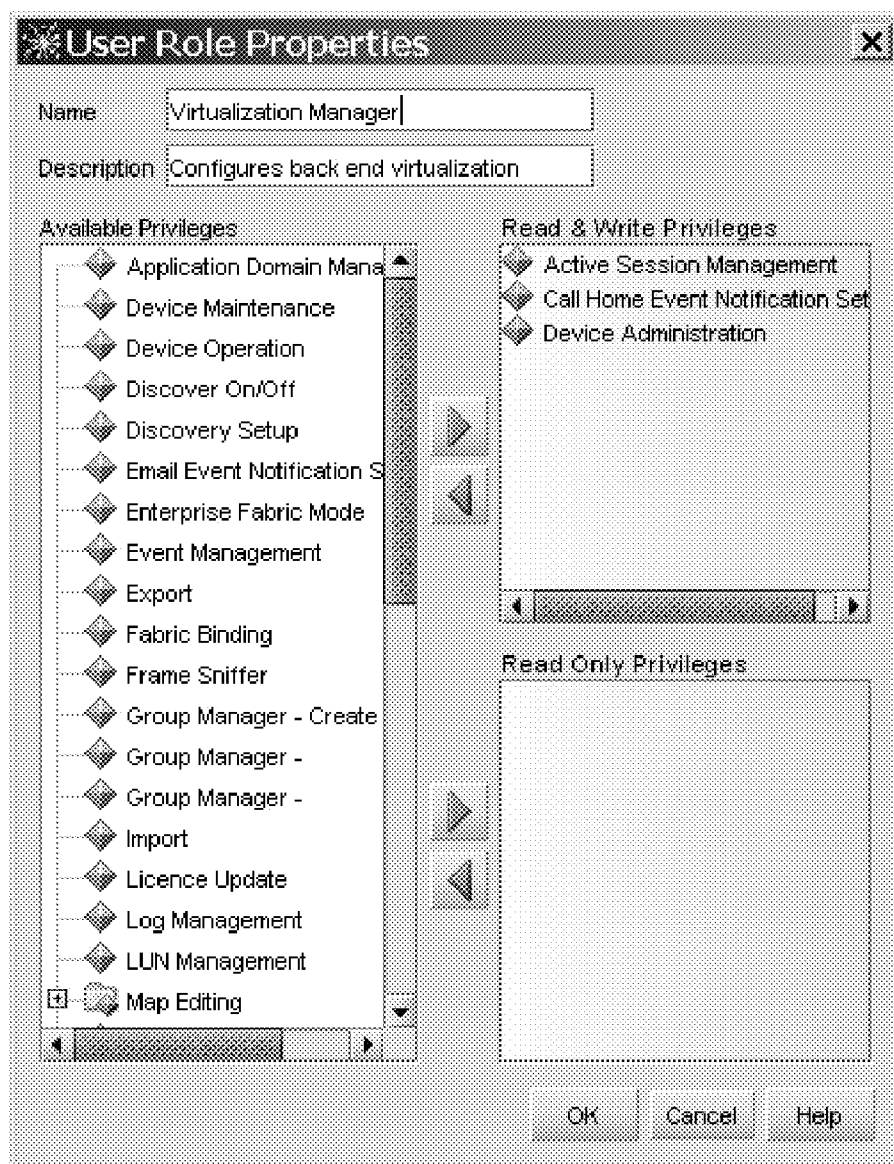 User Role Properties
Name Virtualization Manager
Description Configures back end virtualization
Available Privileges
Application Domain Mana
Device Maintenance
Device Operation
Discover On/Off
Discovery Setup
Email Event Notification S
Enterprise Fabric Mode
Event Management
Export
Fabric Binding
Frame Sniffer
Group Manager - Create
Group Manager -
Group Manager -
Import
Licence Update
Log Management
LUN Management
Map Editing
Read & Write Privileges
Active Session Management
Call Home Event Notification Set
Device Administration
Read Only Privileges
OK Cancel Help